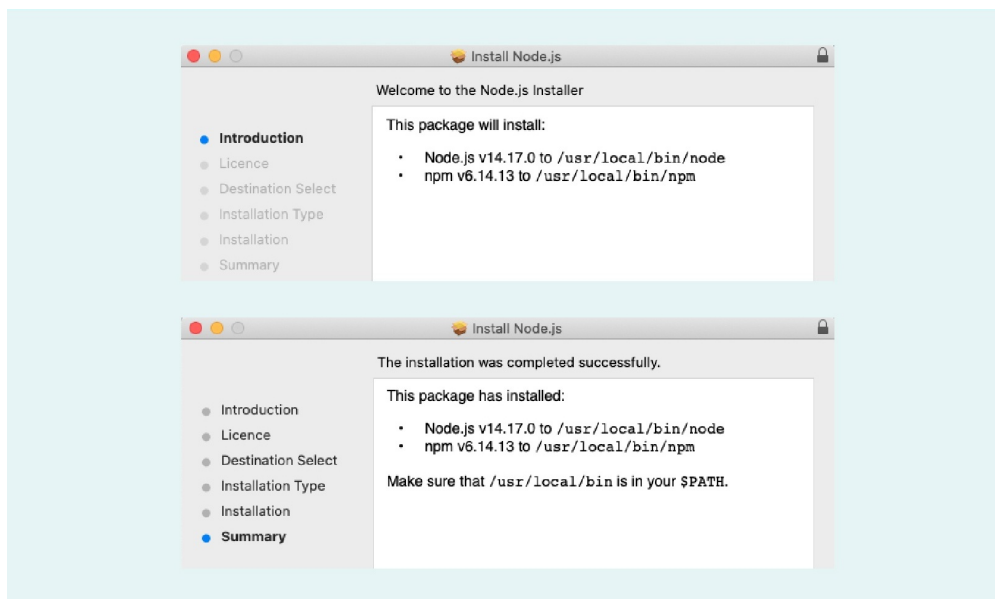 Install Node.js
Welcome to the Node.js Installer
Introduction
Licence
Destination Select
Installation Type
Installation
Summary
This package will install:
• Node.js v14.17.0 to /usr/local/bin/node
• npm v6.14.13 to /usr/local/bin/npm
Install Node.js
The installation was completed successfully.
Introduction
Licence
Destination Select
Installation Type
Installation
Summary
This package has installed:
• Node.js v14.17.0 to /usr/local/bin/node
• npm v6.14.13 to /usr/local/bin/npm
Make sure that /usr/local/bin is in your $PATH.